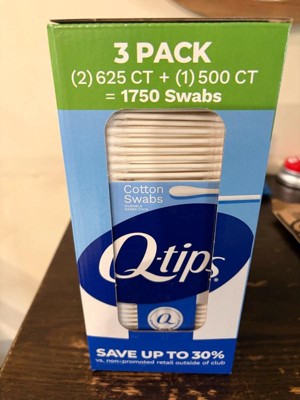 3 PACK
(2) 625 CT + (1) 500 CT
= 1750 Swabs
Cotton
Swabs
Q-tips®
SAVE UP TO 30%
vs. non-promoted retail outside of club